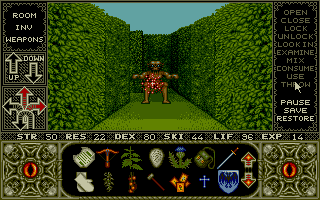 ROOM
INV
WEAPONS
UP
DOWN
OPEN
CLOSE
LOCK
UNLOCK
LOOK IN
EXAMINE
MIX
CONSUME
USE
THROW
PAUSE
SAVE
RESTORE
STR 50 RES 22 DEX 80 SKI 44 LIF 96 EXP 14